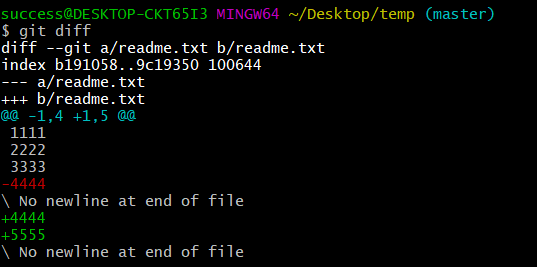 success@DESKTOP-CKT65I3 MINGW64 ~/Desktop/temp (master)
$ git diff
diff --git a/readme.txt b/readme.txt
index b191058..9c19350 100644
--- a/readme.txt
+++ b/readme.txt
@@ -1,4 +1,5 @@
 1111
 2222
 3333
-4444
\ No newline at end of file
+4444
+5555
\ No newline at end of file